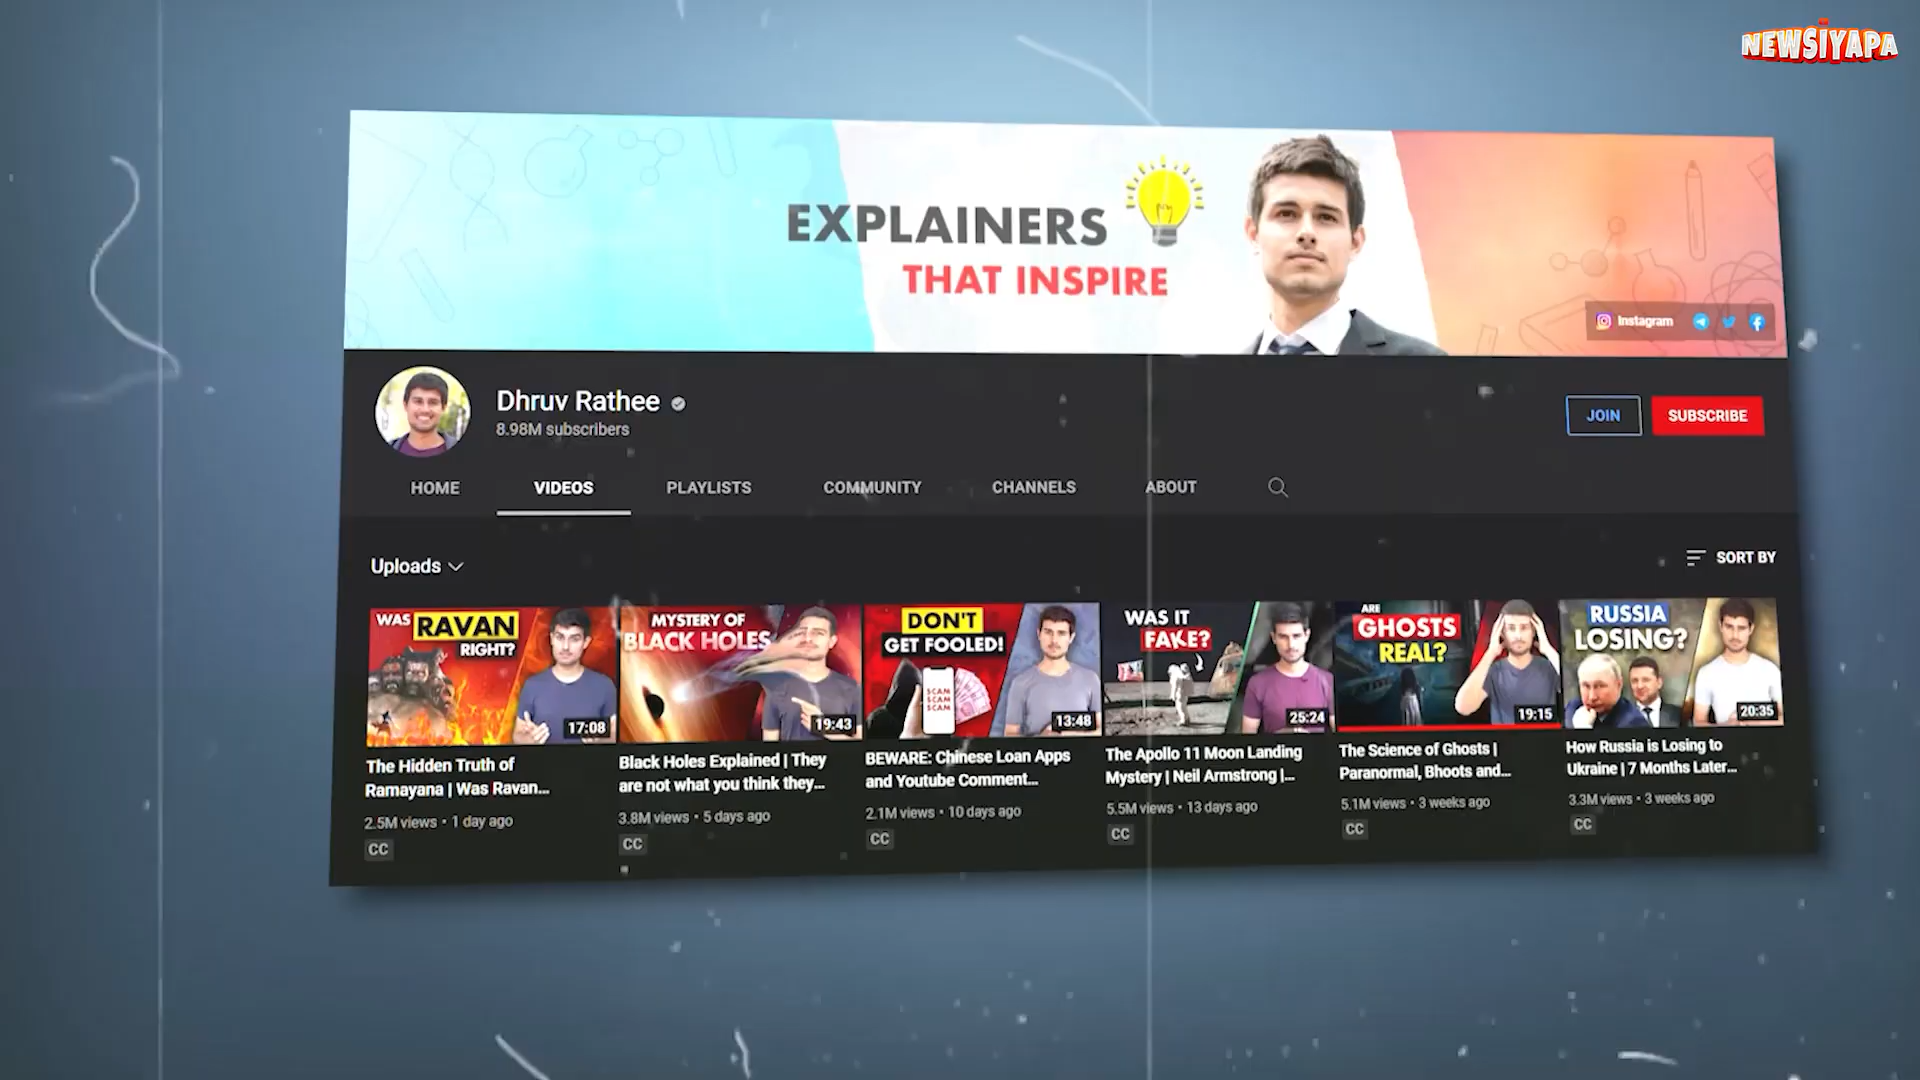 NEWSIYAPA
EXPLAINERS
THAT INSPIRE
Instagram
Dhruv Rathee
8.98M subscribers
JOIN
SUBSCRIBE
HOME
VIDEOS
PLAYLISTS
COMMUNITY
CHANNELS
ABOUT
Uploads
SORT BY
WAS RAVAN
RIGHT?
17:08
The Hidden Truth of
Ramayana | Was Ravan...
2.5M views • 1 day ago
CC
MYSTERY OF
BLACK HOLES
19:43
Black Holes Explained | They
are not what you think they...
3.8M views • 5 days ago
CC
DON'T
GET FOOLED!
SCAM
SCAM
SCAM
13:48
BEWARE: Chinese Loan Apps
and Youtube Comment...
2.1M views • 10 days ago
CC
WAS IT
FAKE?
25:24
The Apollo 11 Moon Landing
Mystery | Neil Armstrong |...
5.5M views • 13 days ago
CC
ARE
GHOSTS
REAL?
19:15
The Science of Ghosts |
Paranormal, Bhoots and...
5.1M views • 3 weeks ago
CC
RUSSIA
LOSING?
20:35
How Russia is Losing to
Ukraine | 7 Months Later...
3.3M views • 3 weeks ago
CC